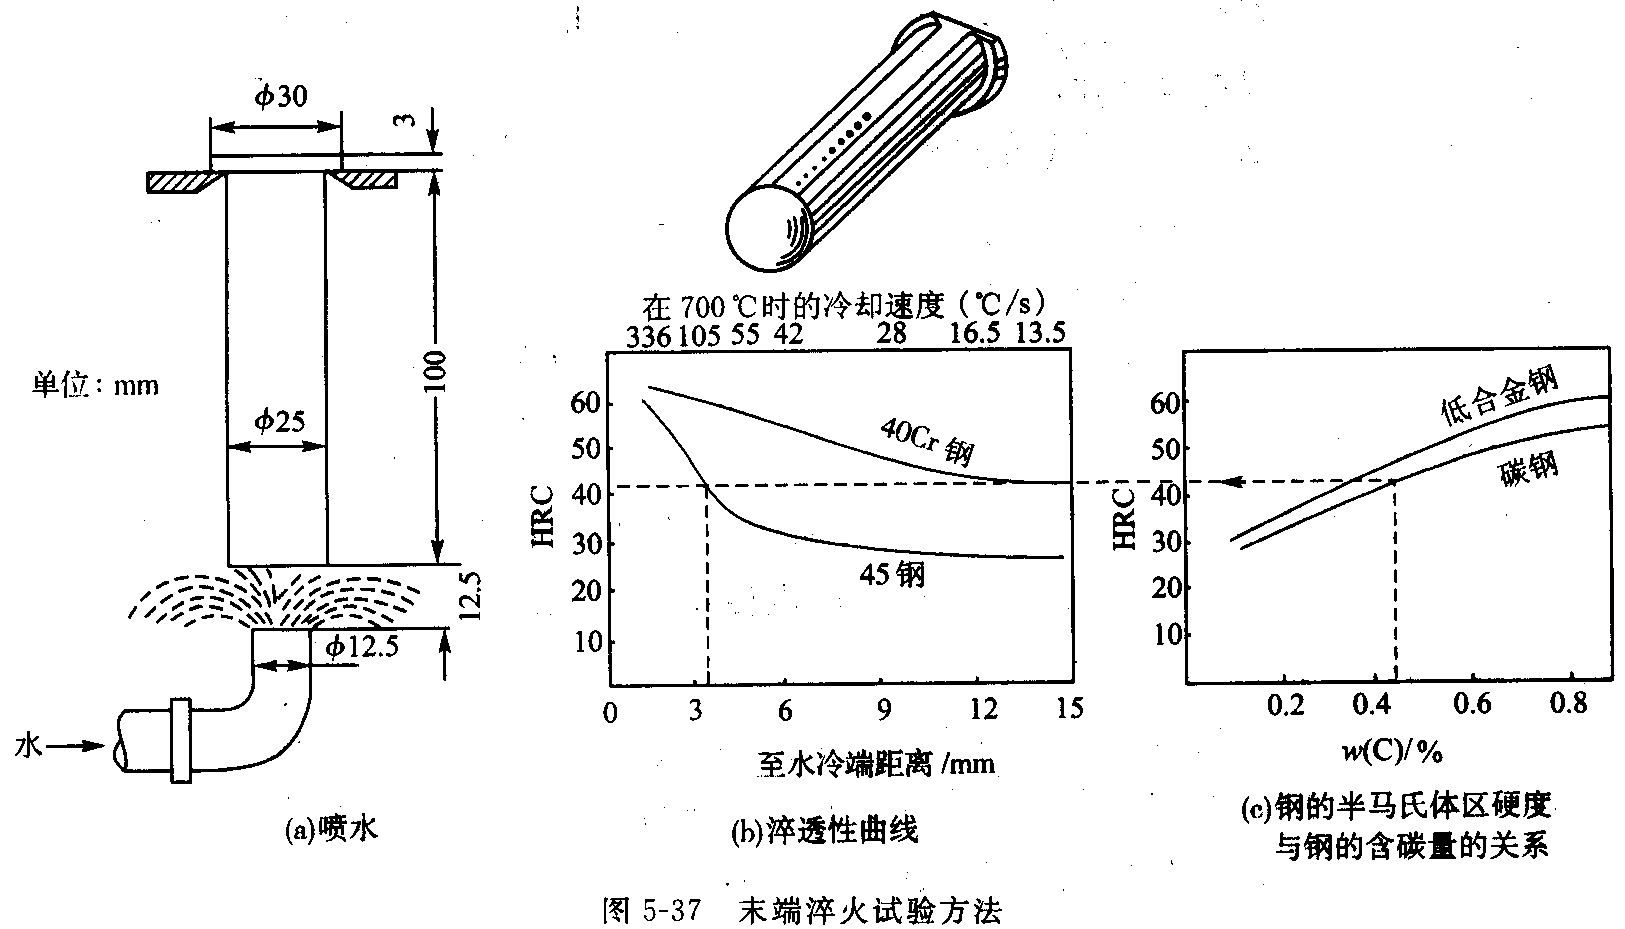 ϕ30
3
单位：mm
100
ϕ25
12.5
ϕ12.5
水
(a)喷水
在 700 ℃时的冷却速度（℃/s）
336 105 55 42 28 16.5 13.5
60
50
40
30
20
10
HRC
40Cr 钢
45 钢
0 3 6 9 12 15
至水冷端距离 /mm
(b)淬透性曲线
60
50
40
30
20
10
HRC
低合金钢
碳钢
0.2 0.4 0.6 0.8
w(C)/%
(c)钢的半马氏体区硬度
与钢的含碳量的关系
图 5-37 末端淬火试验方法